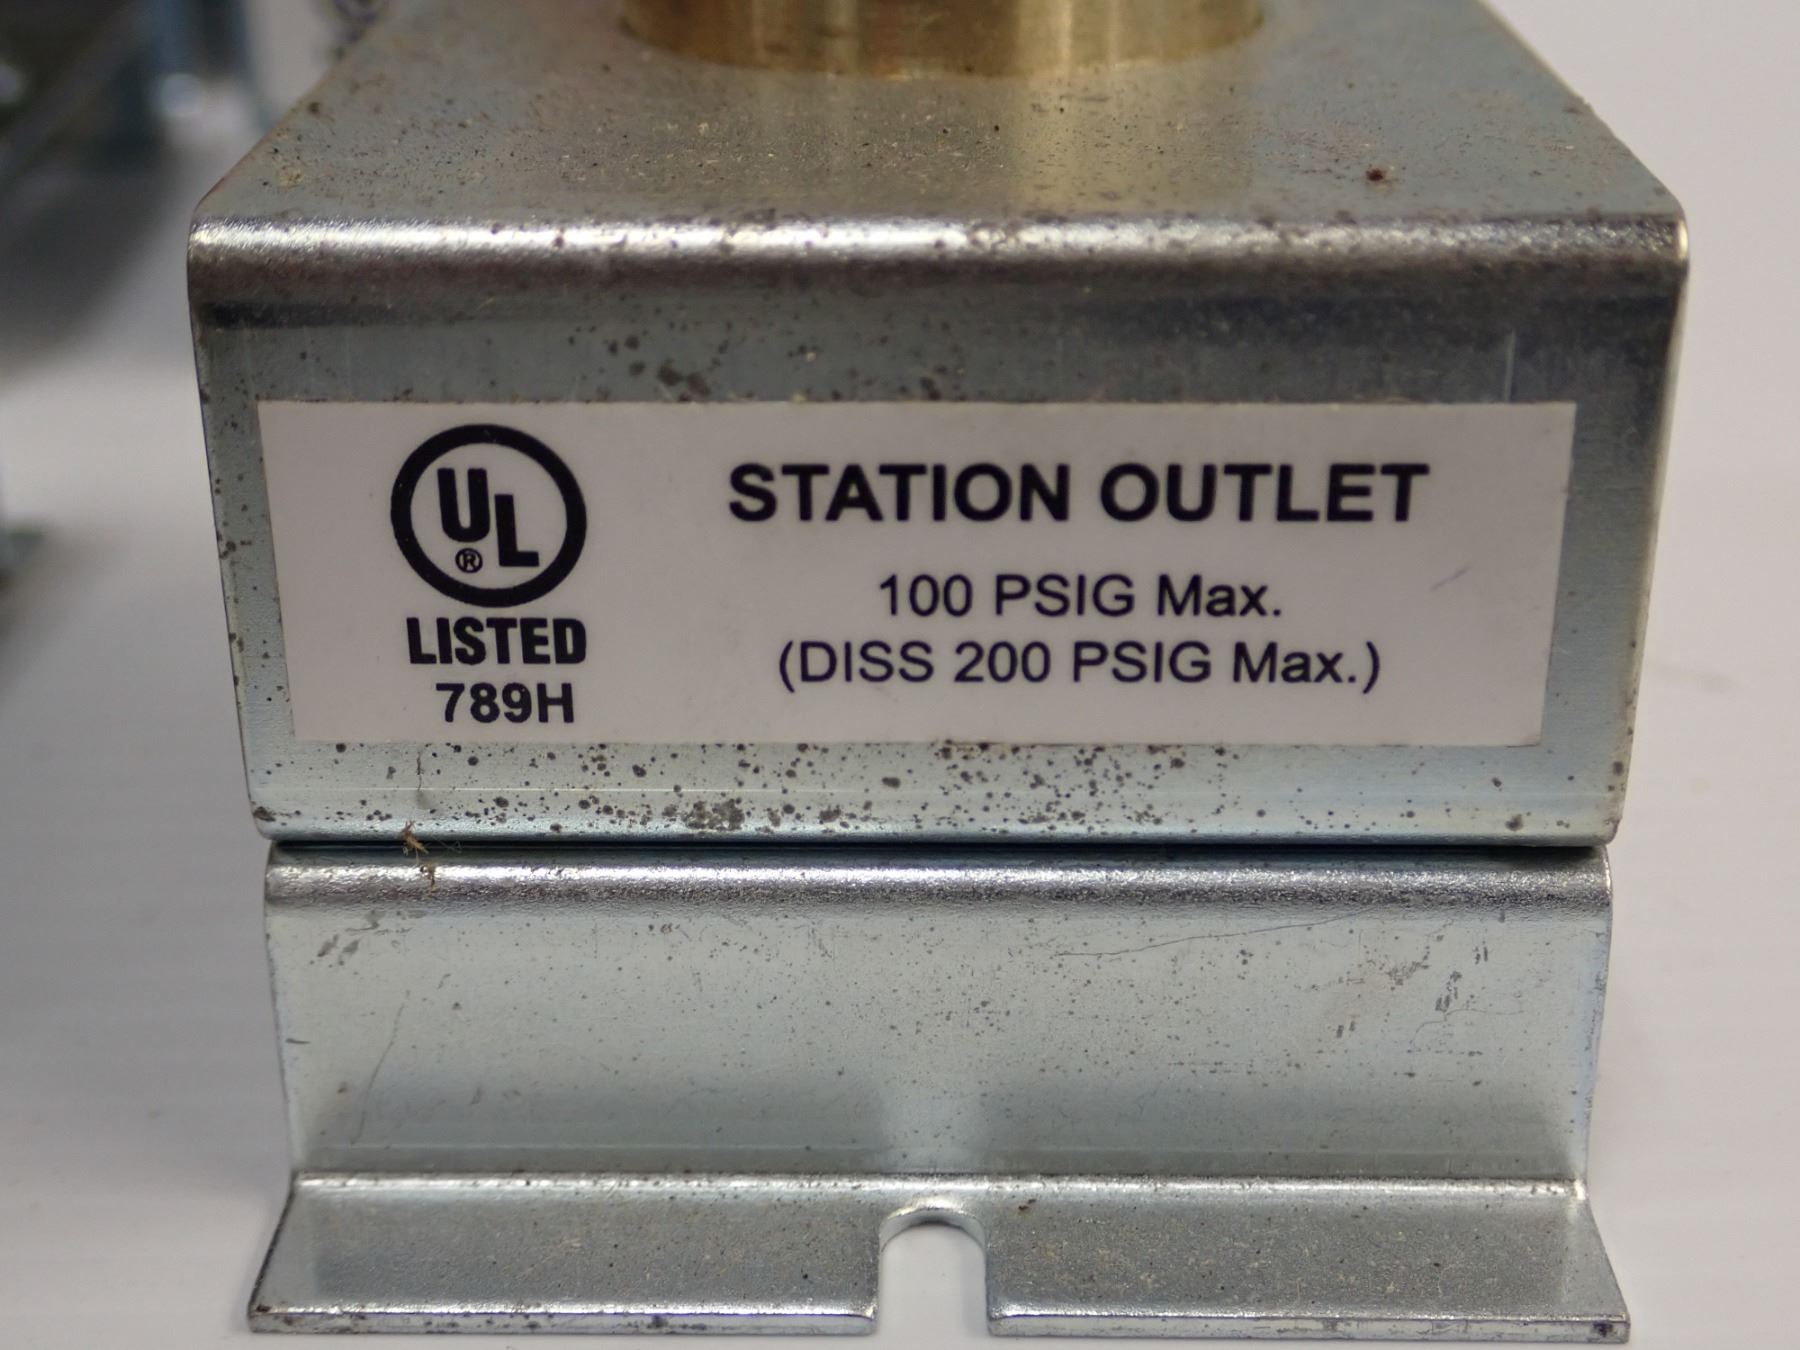 UL
®
LISTED
789H
STATION OUTLET
100 PSIG Max.
(DISS 200 PSIG Max.)